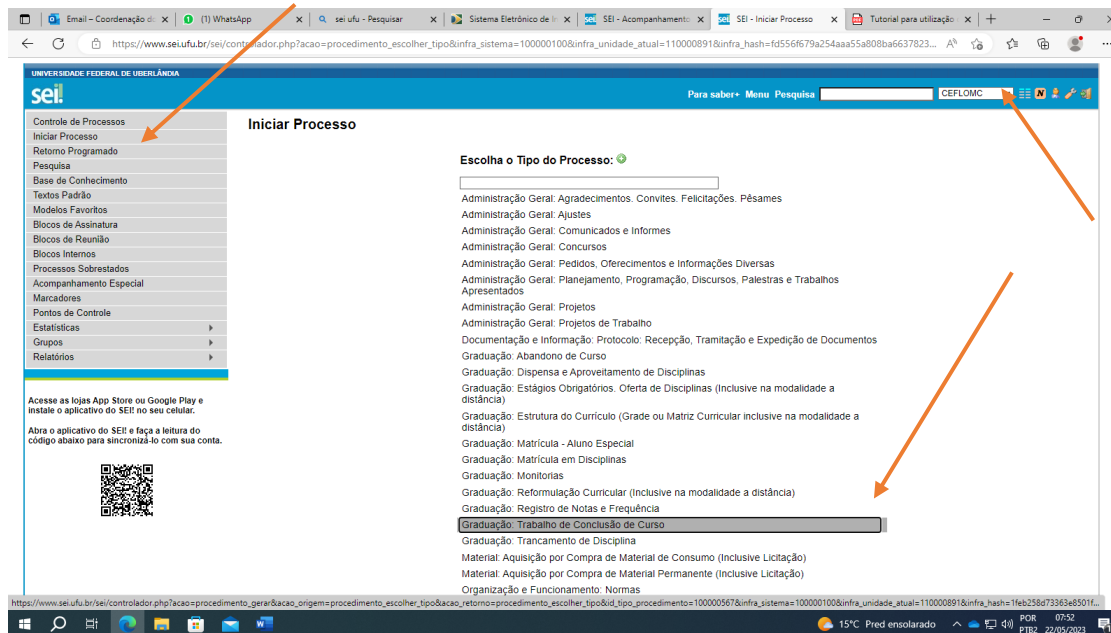 Email – Coordenação d
(1) WhatsApp
sei ufu - Pesquisar
Sistema Eletrônico de I
SEI - Acompanhament
SEI - Iniciar Processo
Tutorial para utilização
https://www.sei.ufu.br/sei/controlador.php?acao=procedimento_escolher_tipo&infra_sistema=100000100&infra_unidade_atual=110000891&infra_hash=fd556f679a254aaa55a808ba6637823...
UNIVERSIDADE FEDERAL DE UBERLÂNDIA
sei!
Para saber+ Menu Pesquisa
CEFLOMC
Controle de Processos
Iniciar Processo
Retorno Programado
Pesquisa
Base de Conhecimento
Textos Padrão
Modelos Favoritos
Blocos de Assinatura
Blocos de Reunião
Blocos Internos
Processos Sobrestados
Acompanhamento Especial
Marcadores
Pontos de Controle
Estatísticas
Grupos
Relatórios
Acesse as lojas App Store ou Google Play e
instale o aplicativo do SEI! no seu celular.
Abra o aplicativo do SEI! e faça a leitura do
código abaixo para sincronizá-lo com sua conta.
Iniciar Processo
Escolha o Tipo do Processo:
Administração Geral: Agradecimentos. Convites. Felicitações. Pêsames
Administração Geral: Ajustes
Administração Geral: Comunicados e Informes
Administração Geral: Concursos
Administração Geral: Pedidos, Oferecimentos e Informações Diversas
Administração Geral: Planejamento, Programação, Discursos, Palestras e Trabalhos
Apresentados
Administração Geral: Projetos
Administração Geral: Projetos de Trabalho
Documentação e Informação: Protocolo: Recepção, Tramitação e Expedição de Documentos
Graduação: Abandono de Curso
Graduação: Dispensa e Aproveitamento de Disciplinas
Graduação: Estágios Obrigatórios. Oferta de Disciplinas (Inclusive na modalidade a
distância)
Graduação: Estrutura do Currículo (Grade ou Matriz Curricular inclusive na modalidade a
distância)
Graduação: Matrícula - Aluno Especial
Graduação: Matrícula em Disciplinas
Graduação: Monitorias
Graduação: Reformulação Curricular (Inclusive na modalidade a distância)
Graduação: Registro de Notas e Frequência
Graduação: Trabalho de Conclusão de Curso
Graduação: Trancamento de Disciplina
Material: Aquisição por Compra de Material de Consumo (Inclusive Licitação)
Material: Aquisição por Compra de Material Permanente (Inclusive Licitação)
Organização e Funcionamento: Normas
https://www.sei.ufu.br/sei/controlador.php?acao=procedimento_gerar&acao_origem=procedimento_escolher_tipo&acao_retorno=procedimento_escolher_tipo&id_tipo_procedimento=100000567&infra_sistema=100000100&infra_unidade_atual=110000891&infra_hash=1feb258d73363e8501f...
15°C Pred ensolarado
POR
PTB2
07:52
22/05/2023